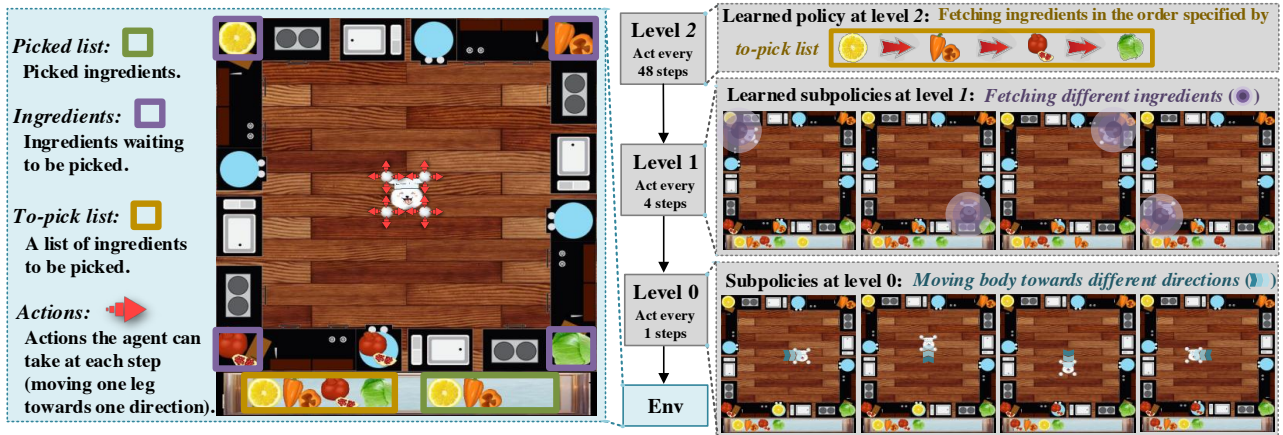 Picked list:
Picked ingredients.
Ingredients:
Ingredients waiting
to be picked.
To-pick list:
A list of ingredients
to be picked.
Actions:
Actions the agent can
take at each step
(moving one leg
towards one direction).
Level 2
Act every
48 steps
Level 1
Act every
4 steps
Level 0
Act every
1 steps
Env
Learned policy at level 2: Fetching ingredients in the order specified by
to-pick list
Learned subpolicies at level 1: Fetching different ingredients ( )
Subpolicies at level 0: Moving body towards different directions ( )